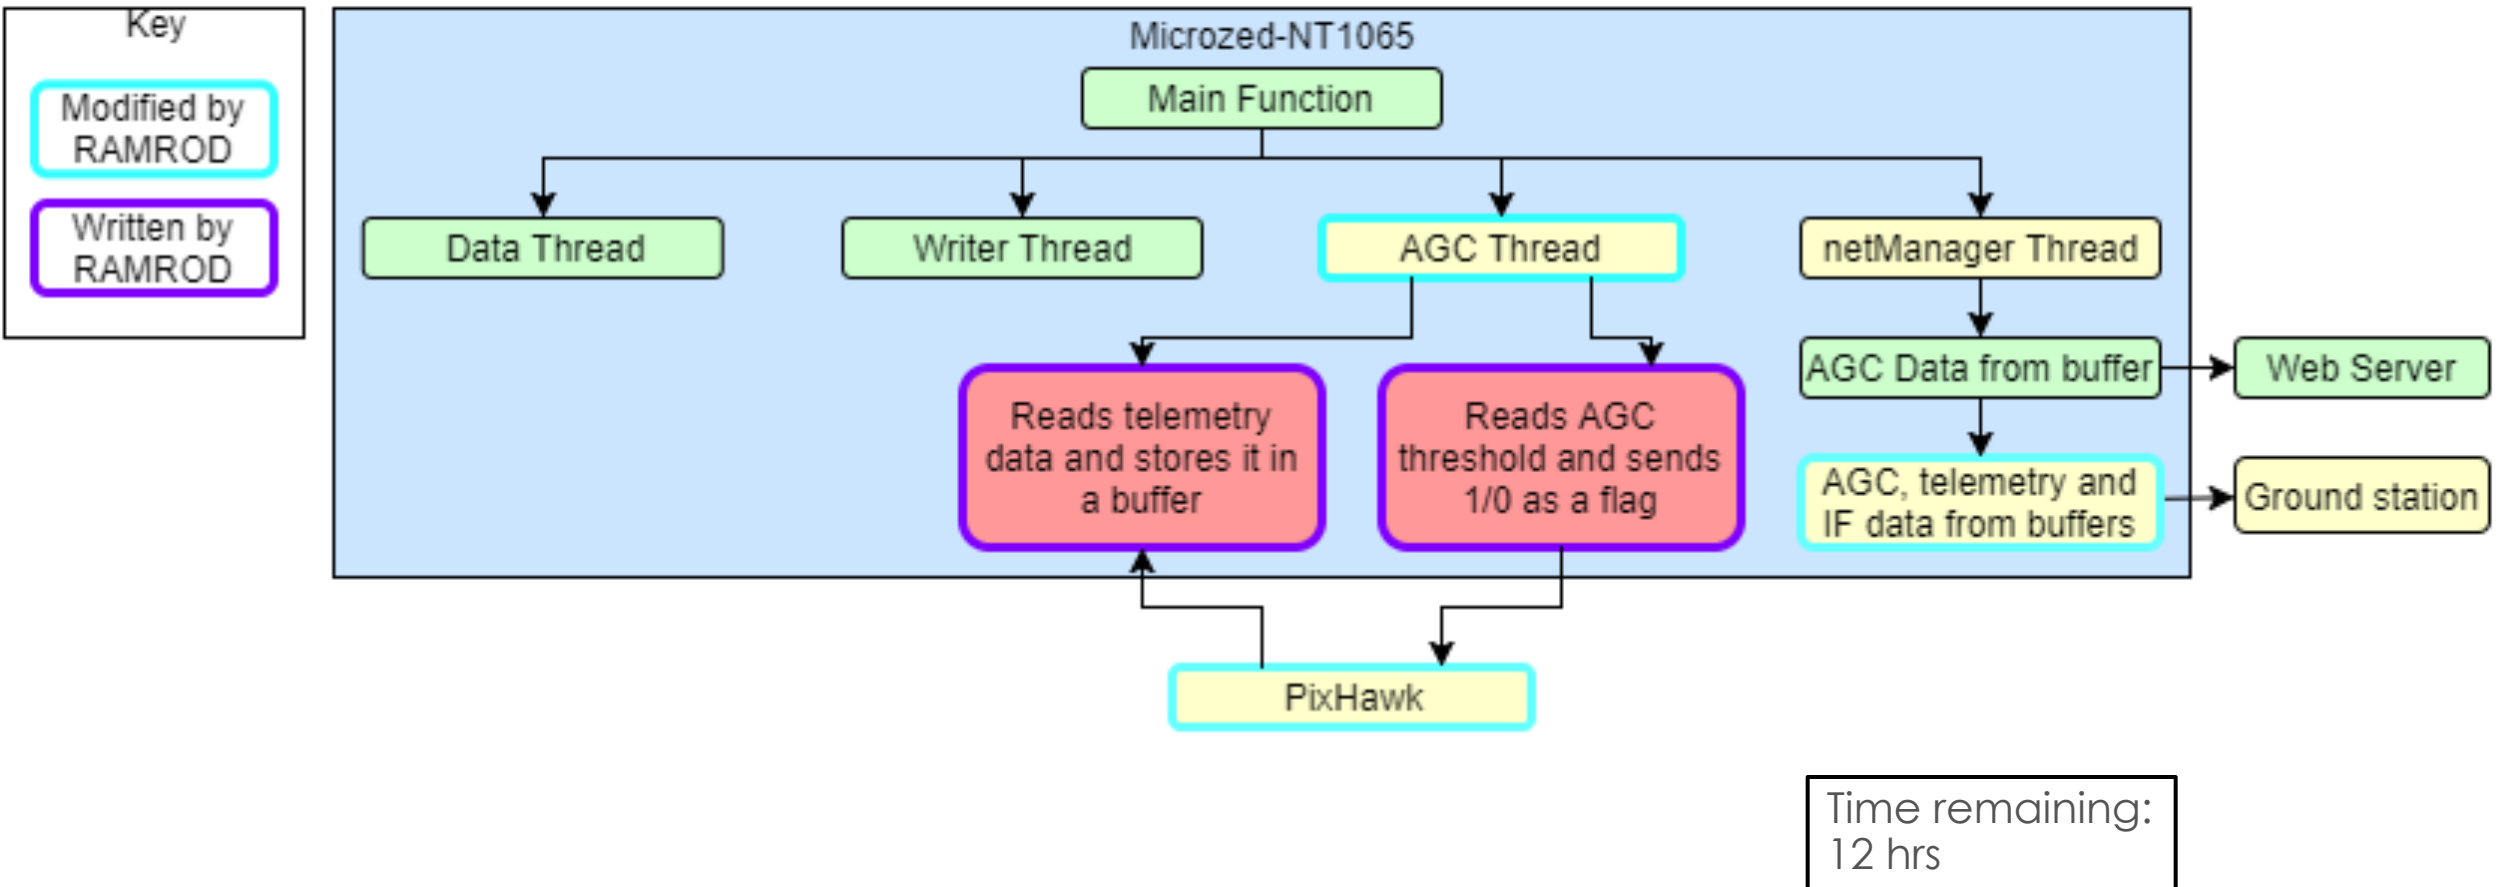 Key
Modified by
RAMROD
Written by
RAMROD
Microzed-NT1065
Main Function
Data Thread
Writer Thread
AGC Thread
netManager Thread
Reads telemetry
data and stores it in
a buffer
Reads AGC
threshold and sends
1/0 as a flag
AGC Data from buffer
Web Server
AGC, telemetry and
IF data from buffers
Ground station
PixHawk
Time remaining:
12 hrs